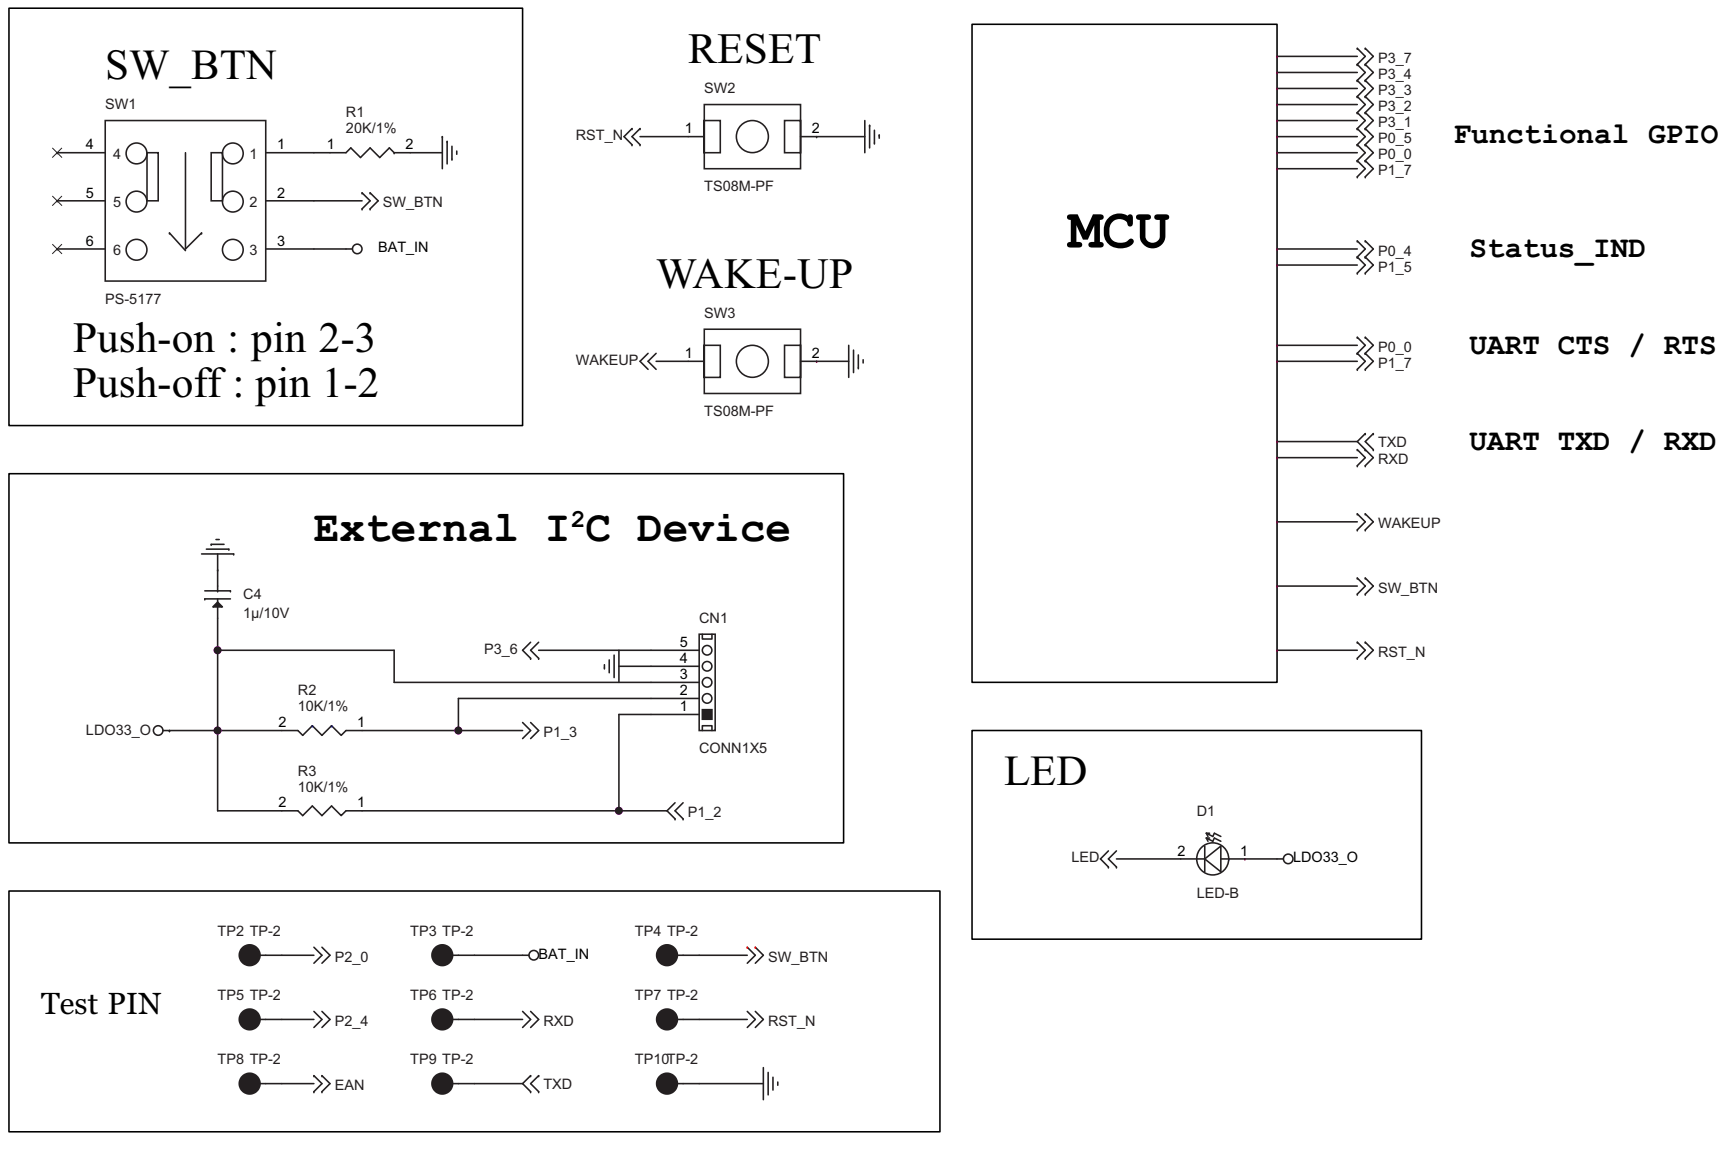 SW_BTN
SW1
R1
20K/1%
4 4 1 1 1 2
5 5 2 2 SW_BTN
6 6 3 3 BAT_IN
PS-5177
Push-on : pin 2-3
Push-off : pin 1-2
RESET
SW2
RST_N 1 2
TS08M-PF
WAKE-UP
SW3
WAKEUP 1 2
TS08M-PF
MCU
P3_7
P3_4
P3_3
P3_2
P3_1
P0_5
P0_0
P1_7
Functional GPIO
P0_4
P1_5
Status_IND
P0_0
P1_7
UART CTS / RTS
TXD
RXD
UART TXD / RXD
WAKEUP
SW_BTN
RST_N
External I²C Device
C4
1µ/10V
CN1
P3_6 5
4
3
2
1
CONN1X5
R2
10K/1%
LDO33_O 2 1 P1_3
R3
10K/1%
2 1 P1_2
LED
D1
LED 2 1 LDO33_O
LED-B
Test PIN
TP2 TP-2 TP3 TP-2 TP4 TP-2
P2_0 BAT_IN SW_BTN
TP5 TP-2 TP6 TP-2 TP7 TP-2
P2_4 RXD RST_N
TP8 TP-2 TP9 TP-2 TP10TP-2
EAN TXD